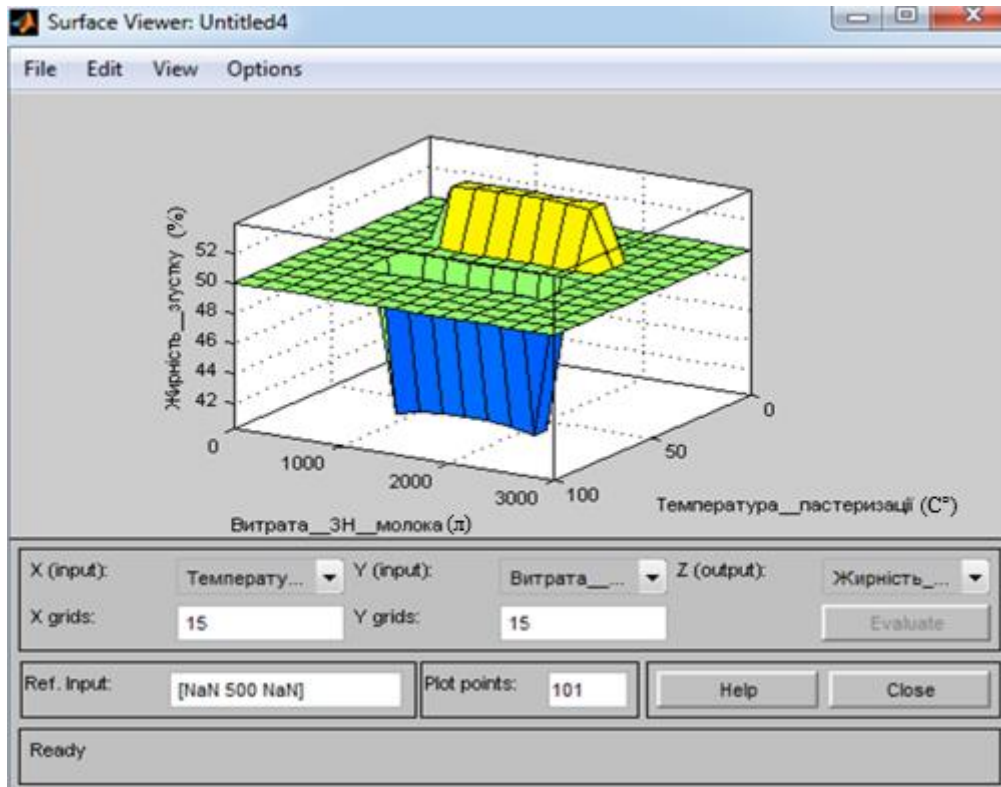 Surface Viewer: Untitled4
File Edit View Options
Жирність__згустку (%)
52
50
48
46
44
42
0
1000
2000
3000
100
50
0
Витрата__ЗН__молока (л)
Температура__пастеризації (С°)
X (input): Температу... Y (input): Витрата__... Z (output): Жирність_...
X grids: 15 Y grids: 15 Evaluate
Ref. Input: [NaN 500 NaN] Plot points: 101 Help Close
Ready